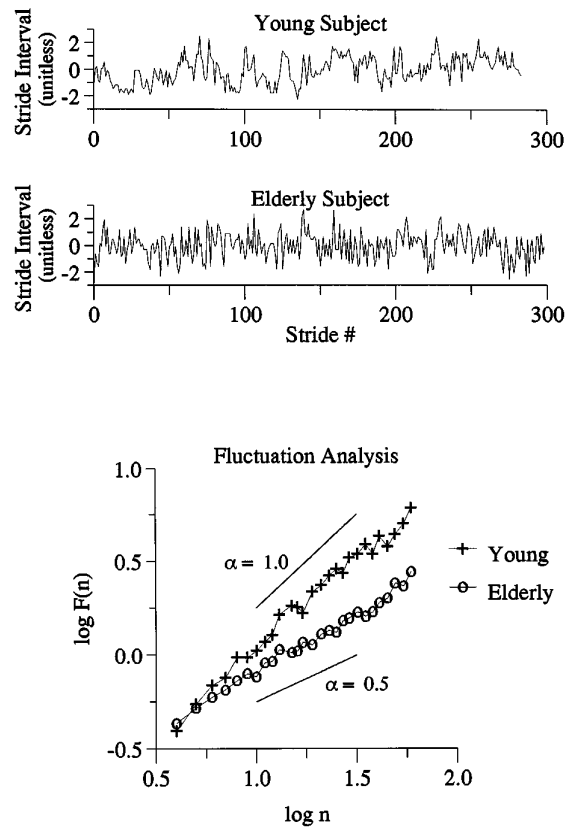 Young Subject
Stride Interval
(unitless)
2
0
-2
0
100
200
300
Elderly Subject
Stride Interval
(unitless)
2
0
-2
0
100
200
300
Stride #
Fluctuation Analysis
log F(n)
1.0
0.5
0.0
-0.5
α = 1.0
α = 0.5
Young
Elderly
0.5
1.0
1.5
2.0
log n